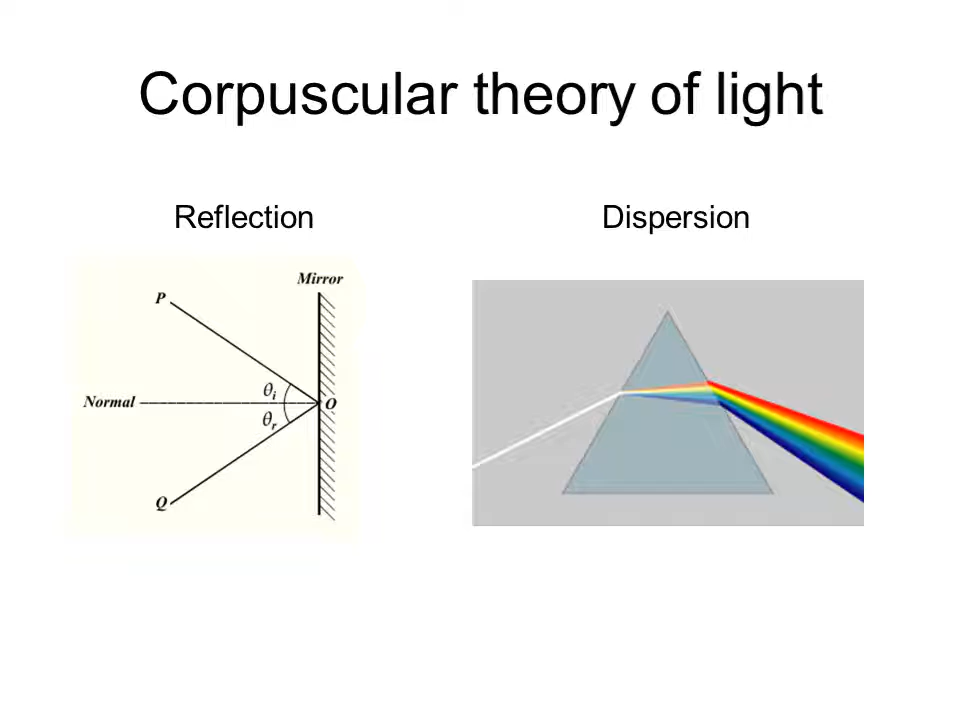 Corpuscular theory of light
Reflection
Dispersion
Mirror
P
θi
Normal
O
θr
Q